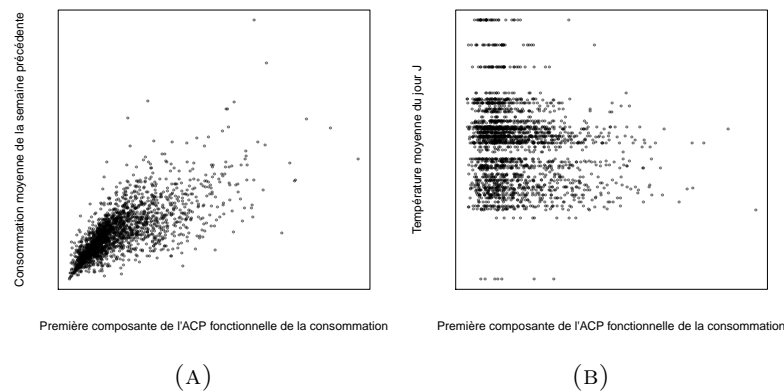 Consommation moyenne de la semaine précédente
Première composante de l'ACP fonctionnelle de la consommation
(A)
Température moyenne du jour J
Première composante de l'ACP fonctionnelle de la consommation
(B)